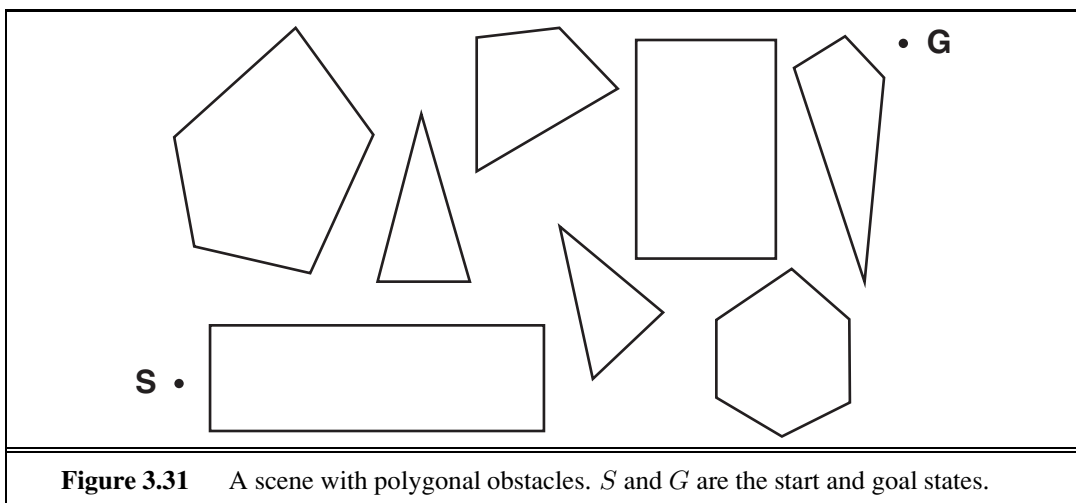 G
S
Figure 3.31 A scene with polygonal obstacles. S and G are the start and goal states.